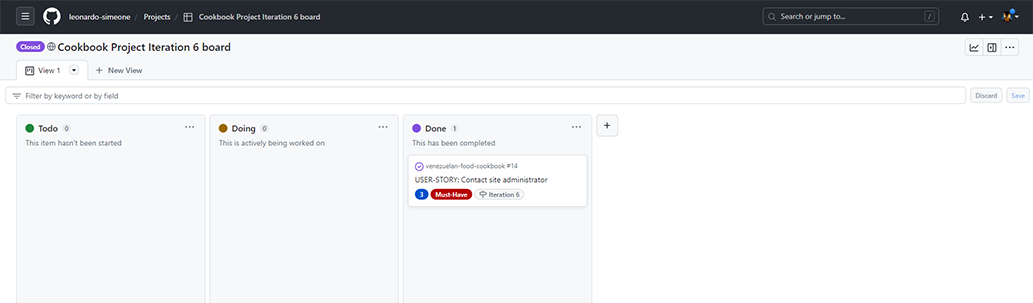 leonardo-simeone / Projects / Cookbook Project Iteration 6 board
Search or jump to... /
Closed Cookbook Project Iteration 6 board
View 1 + New View
Filter by keyword or by field Discard Save
Todo 0
This item hasn't been started
Doing 0
This is actively being worked on
Done 1
This has been completed
venezuelan-food-cookbook #14
USER-STORY: Contact site administrator
3 Must-Have Iteration 6